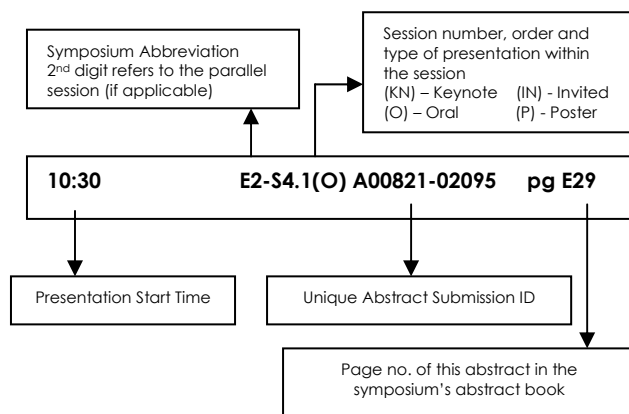 Symposium Abbreviation
2nd digit refers to the parallel
session (if applicable)
Session number, order and
type of presentation within
the session
(KN) – Keynote (IN) - Invited
(O) – Oral (P) - Poster
10:30 E2-S4.1(O) A00821-02095 pg E29
Presentation Start Time
Unique Abstract Submission ID
Page no. of this abstract in the
symposium's abstract book